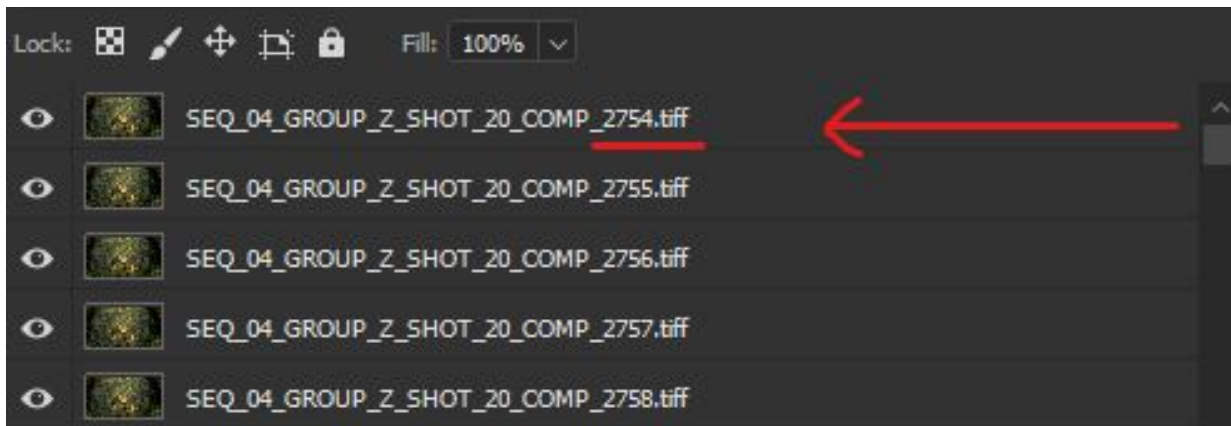 Lock: Fill: 100%
SEQ_04_GROUP_Z_SHOT_20_COMP_2754.tiff
SEQ_04_GROUP_Z_SHOT_20_COMP_2755.tiff
SEQ_04_GROUP_Z_SHOT_20_COMP_2756.tiff
SEQ_04_GROUP_Z_SHOT_20_COMP_2757.tiff
SEQ_04_GROUP_Z_SHOT_20_COMP_2758.tiff